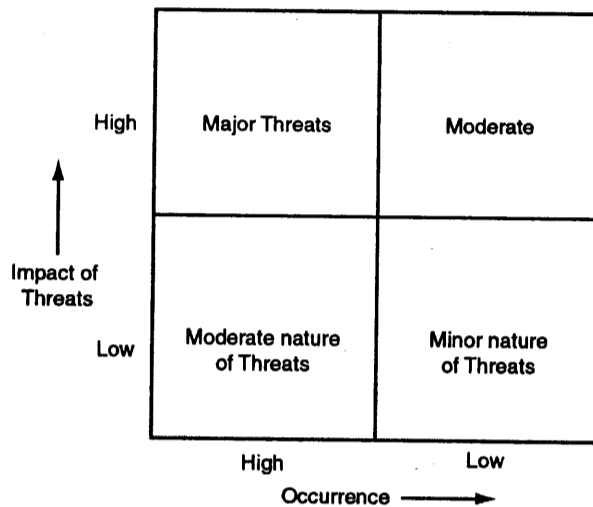 High
Major Threats
Moderate
Impact of
Threats
Low
Moderate nature
of Threats
Minor nature
of Threats
High
Low
Occurrence